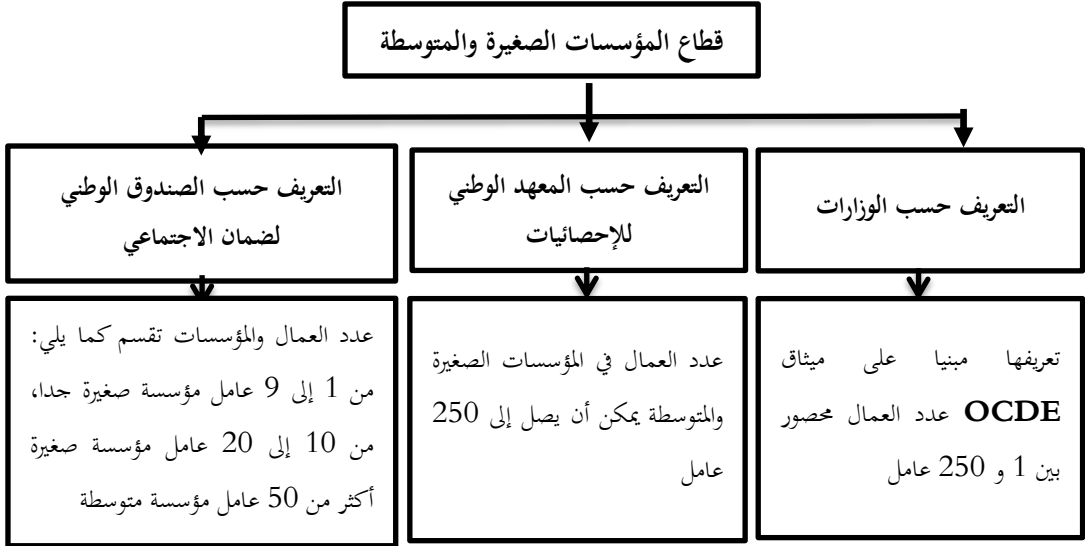 قطاع المؤسسات الصغيرة والمتوسطة
التعريف حسب الوزارات
التعريف حسب المعهد الوطني
للإحصائيات
التعريف حسب الصندوق الوطني
لضمان الاجتماعي
تعريفها مبنيا على ميثاق
OCDE عدد العمال محصور
بين 1 و 250 عامل
عدد العمال في المؤسسات الصغيرة
والمتوسطة يمكن أن يصل إلى 250
عامل
عدد العمال والمؤسسات تقسم كما يلي:
من 1 إلى 9 عامل مؤسسة صغيرة جدا،
من 10 إلى 20 عامل مؤسسة صغيرة
أكثر من 50 عامل مؤسسة متوسطة